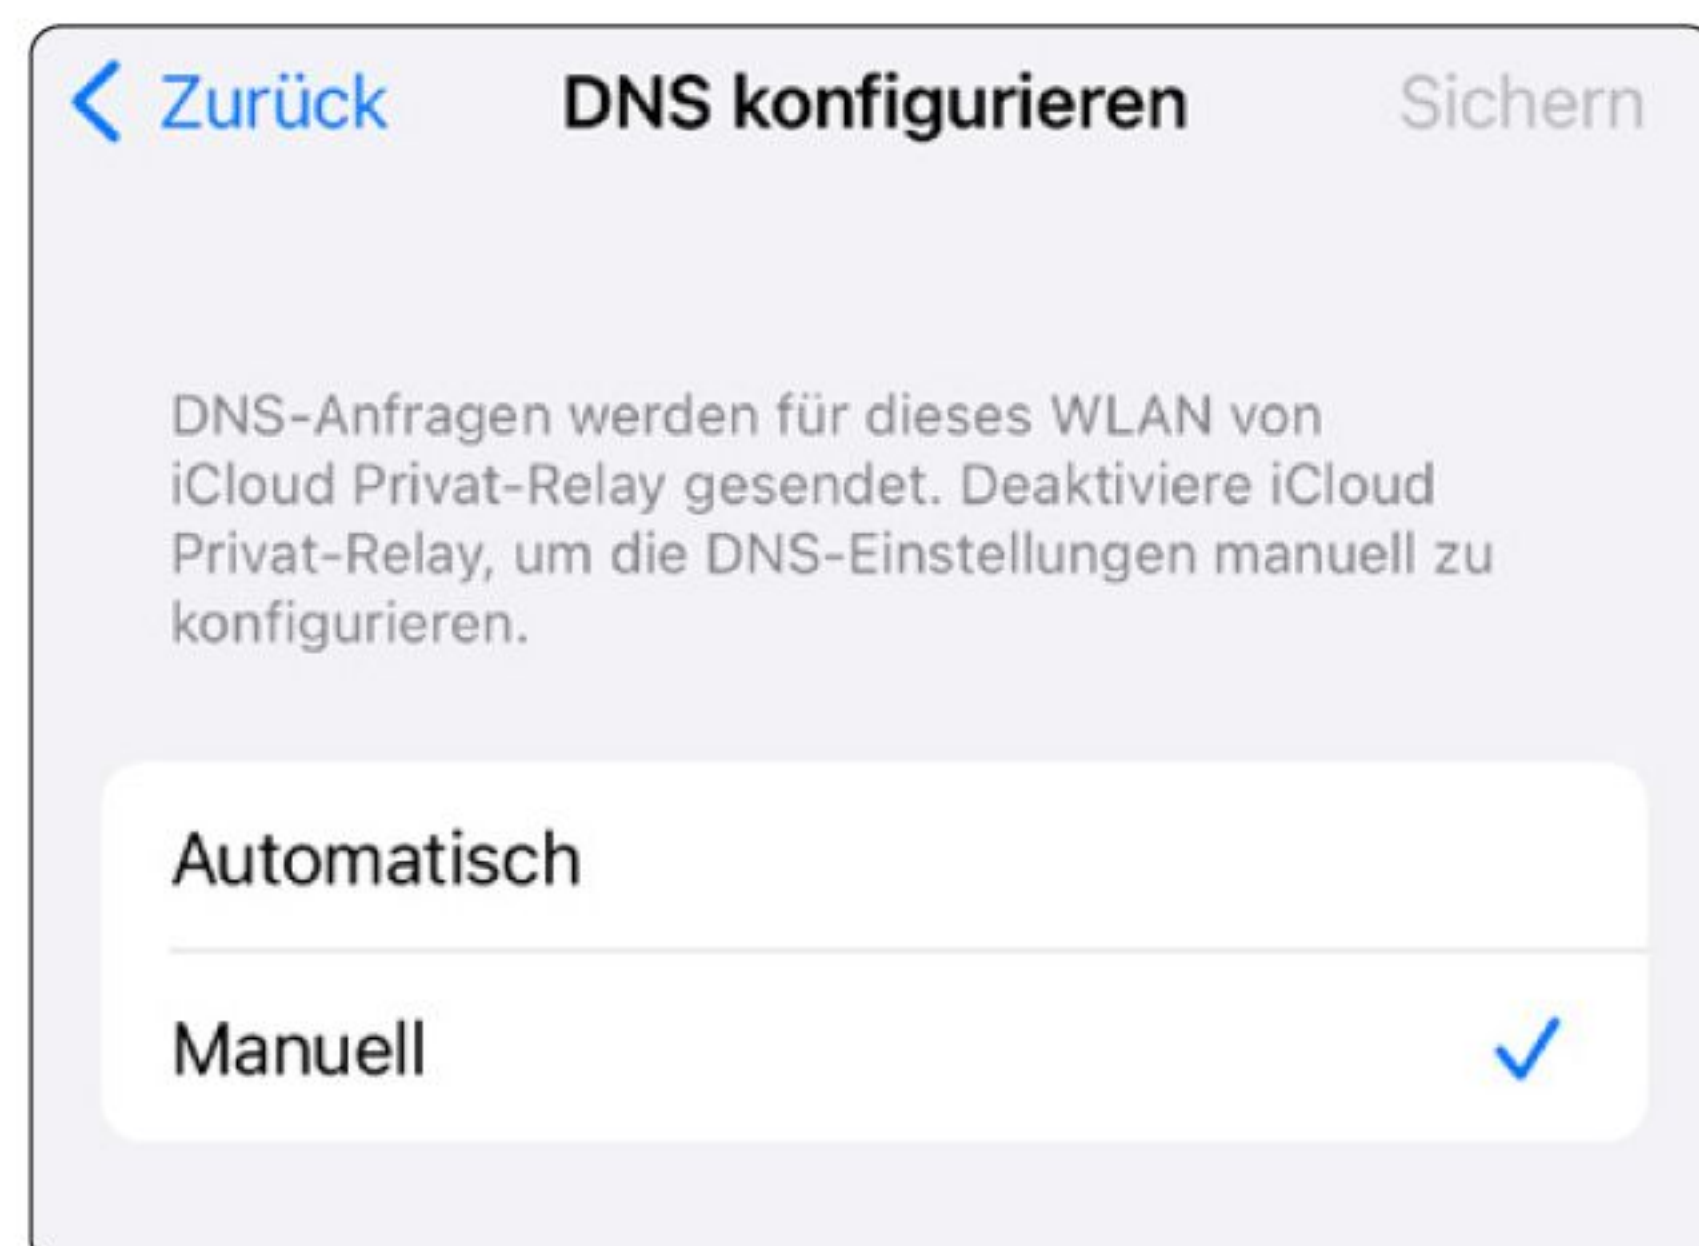 Zurück DNS konfigurieren Sichern
DNS-Anfragen werden für dieses WLAN von
iCloud Privat-Relay gesendet. Deaktiviere iCloud
Privat-Relay, um die DNS-Einstellungen manuell zu
konfigurieren.
Automatisch
Manuell